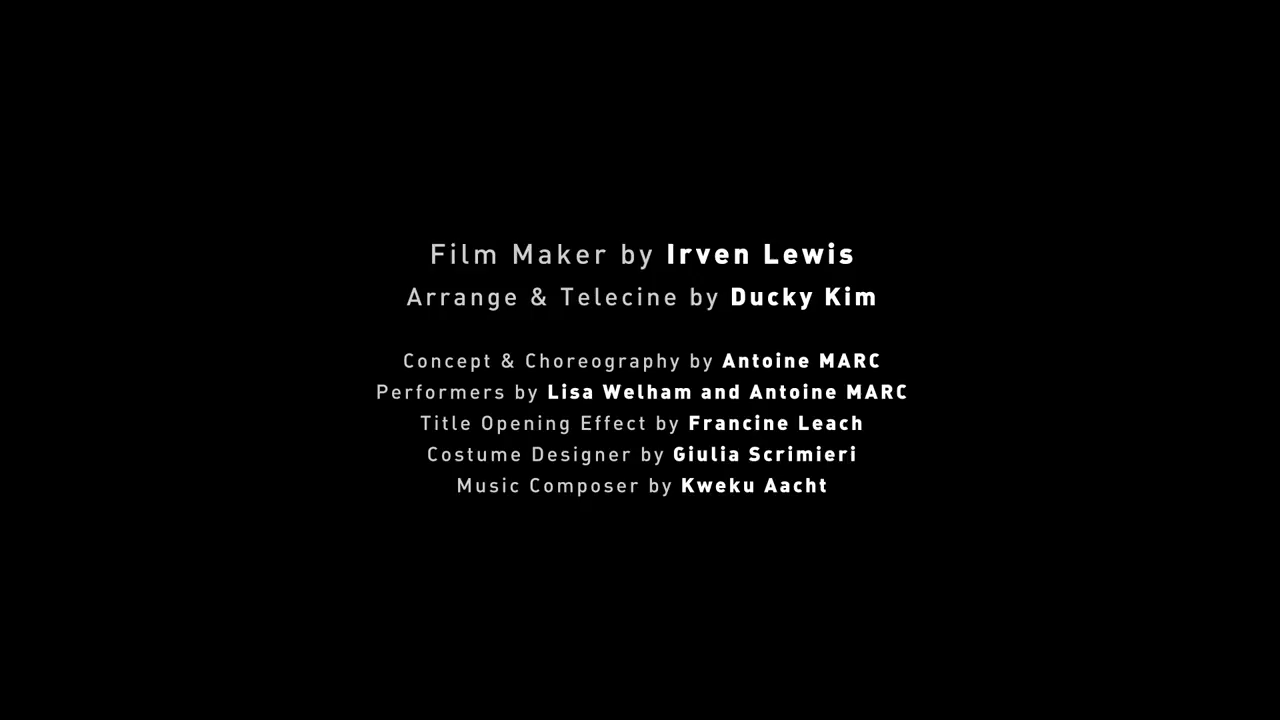 Film Maker by Irven Lewis
Arrange & Telecine by Ducky Kim
Concept & Choreography by Antoine MARC
Performers by Lisa Welham and Antoine MARC
Title Opening Effect by Francine Leach
Costume Designer by Giulia Scrimieri
Music Composer by Kweku Aacht